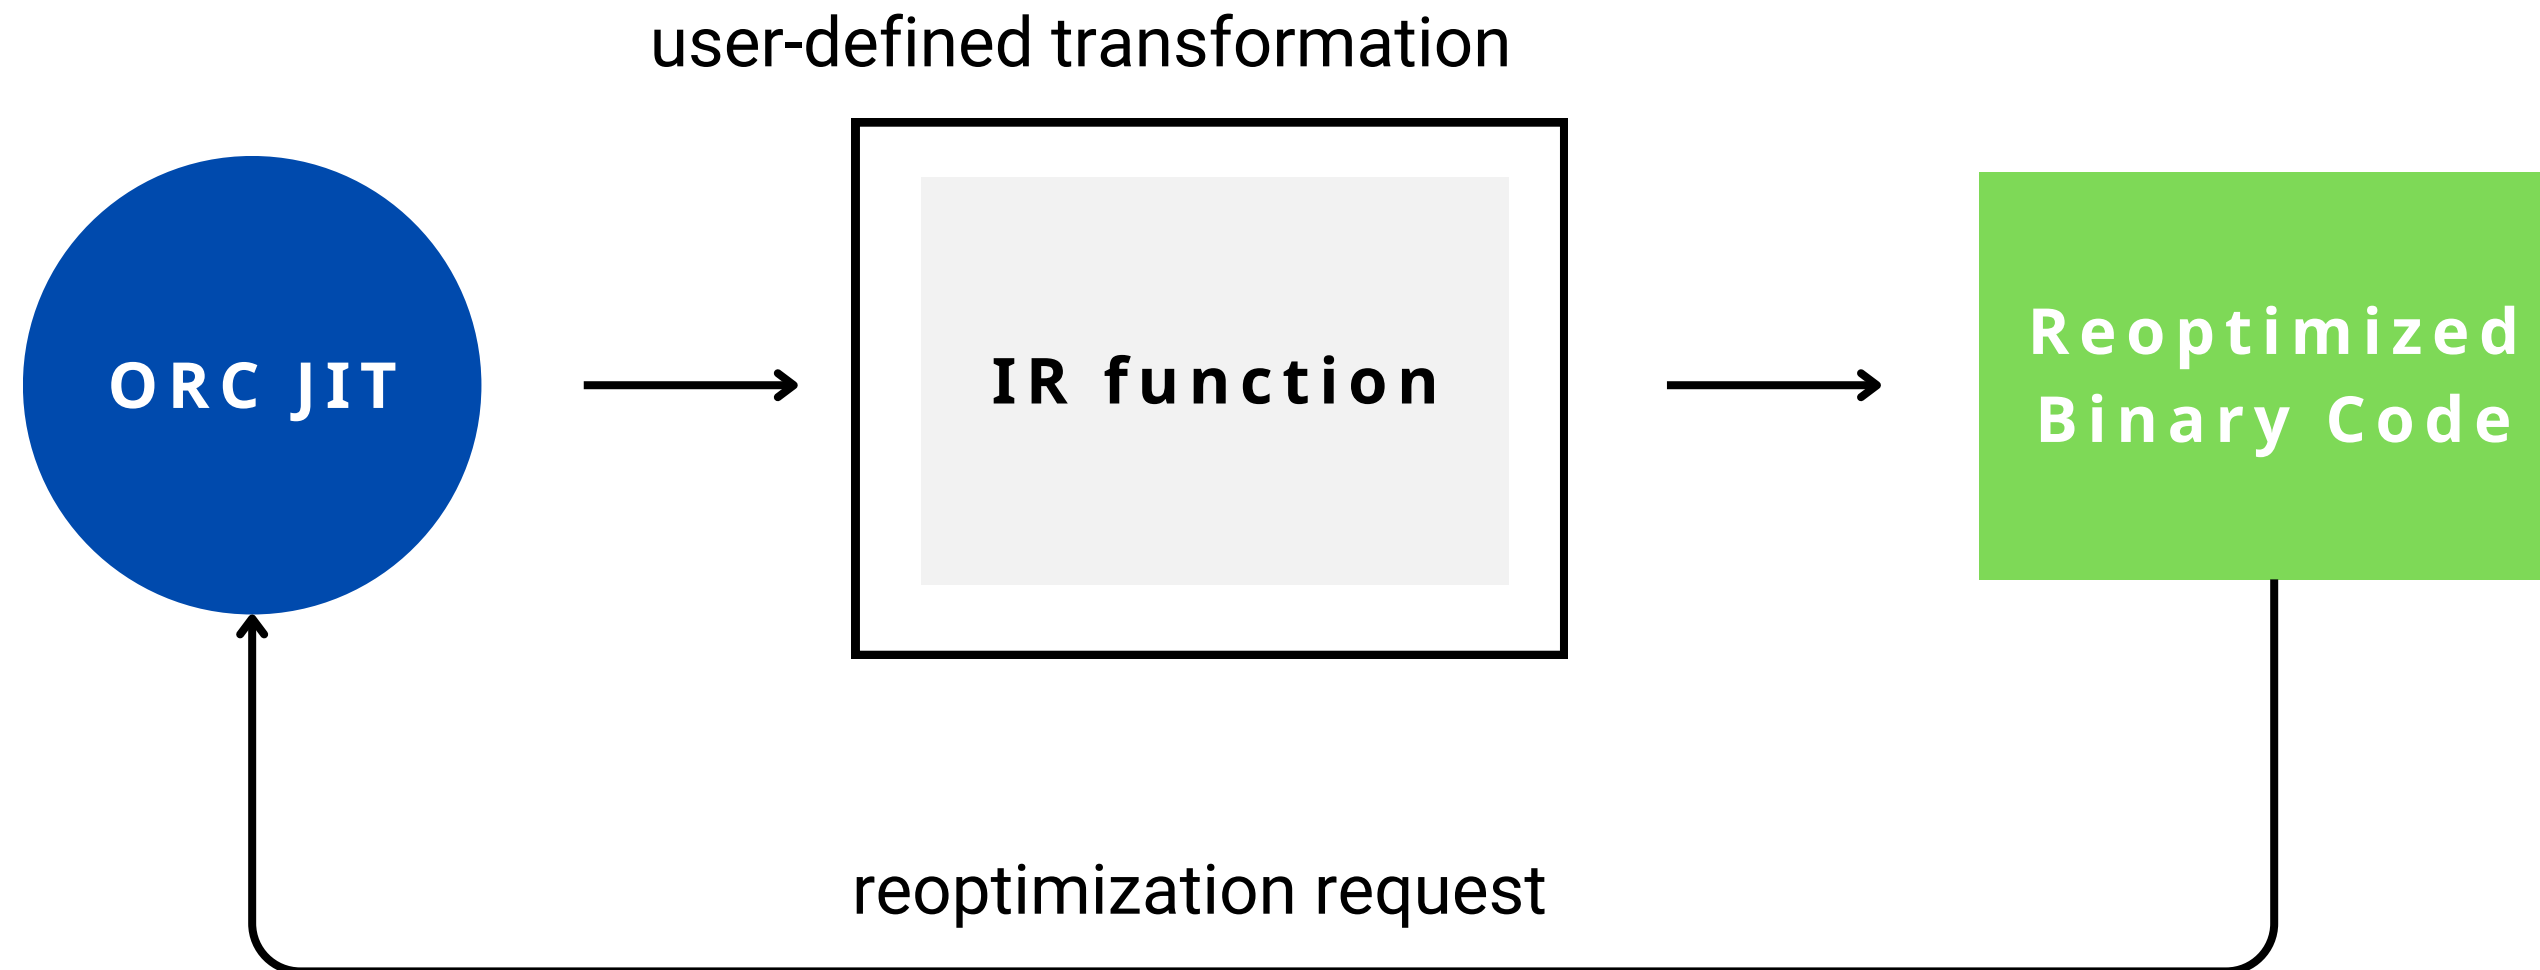 user-defined transformation
ORC JIT
IR function
Reoptimized
Binary Code
reoptimization request